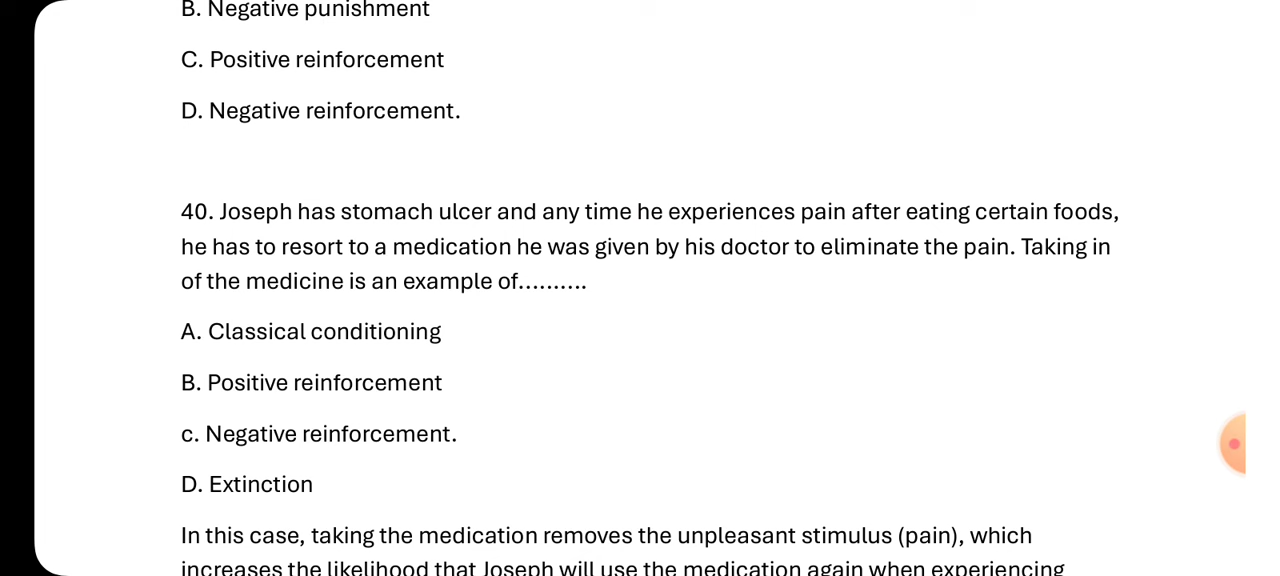 B. Negative punishment
C. Positive reinforcement
D. Negative reinforcement.
40. Joseph has stomach ulcer and any time he experiences pain after eating certain foods,
he has to resort to a medication he was given by his doctor to eliminate the pain. Taking in
of the medicine is an example of..........
A. Classical conditioning
B. Positive reinforcement
c. Negative reinforcement.
D. Extinction
In this case, taking the medication removes the unpleasant stimulus (pain), which
increases the likelihood that Joseph will use the medication again when experiencing